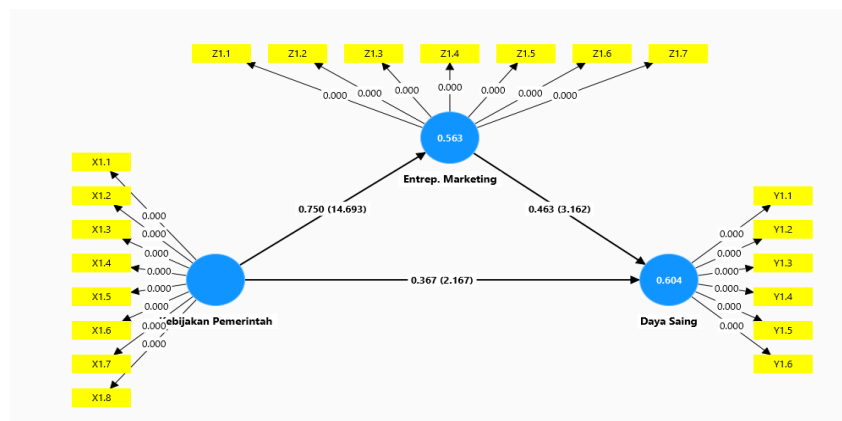 Z1.1 Z1.2 Z1.3 Z1.4 Z1.5 Z1.6 Z1.7
0.000 0.000 0.000 0.000 0.000 0.000 0.000
0.563
Entrep. Marketing
X1.1
X1.2
X1.3
X1.4
X1.5
X1.6
X1.7
X1.8
0.000
0.000
0.000
0.000
0.000
0.000
0.000
0.000
Kebijakan Pemerintah
0.750 (14.693)
0.463 (3.162)
0.367 (2.167)
0.604
Daya Saing
0.000
0.000
0.000
0.000
0.000
0.000
Y1.1
Y1.2
Y1.3
Y1.4
Y1.5
Y1.6